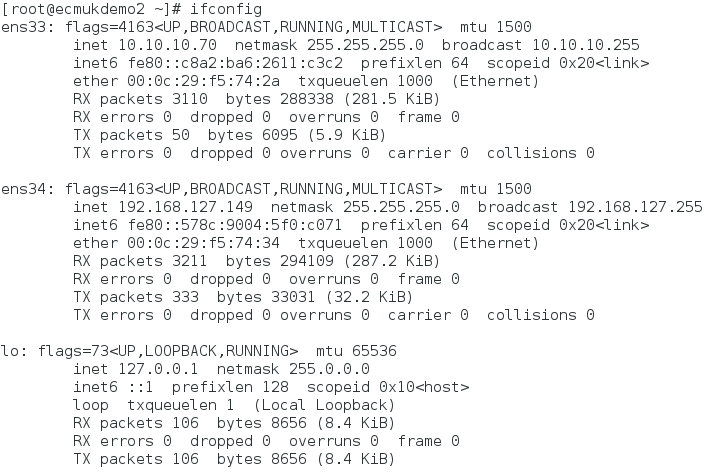 [root@ecmukdemo2 ~]# ifconfig
ens33: flags=4163<UP,BROADCAST,RUNNING,MULTICAST>  mtu 1500
        inet 10.10.10.70  netmask 255.255.255.0  broadcast 10.10.10.255
        inet6 fe80::c8a2:ba6:2611:c3c2  prefixlen 64  scopeid 0x20<link>
        ether 00:0c:29:f5:74:2a  txqueuelen 1000  (Ethernet)
        RX packets 3110  bytes 288338 (281.5 KiB)
        RX errors 0  dropped 0  overruns 0  frame 0
        TX packets 50  bytes 6095 (5.9 KiB)
        TX errors 0  dropped 0 overruns 0  carrier 0  collisions 0

ens34: flags=4163<UP,BROADCAST,RUNNING,MULTICAST>  mtu 1500
        inet 192.168.127.149  netmask 255.255.255.0  broadcast 192.168.127.255
        inet6 fe80::578c:9004:5f0:c071  prefixlen 64  scopeid 0x20<link>
        ether 00:0c:29:f5:74:34  txqueuelen 1000  (Ethernet)
        RX packets 3211  bytes 294109 (287.2 KiB)
        RX errors 0  dropped 0  overruns 0  frame 0
        TX packets 333  bytes 33031 (32.2 KiB)
        TX errors 0  dropped 0 overruns 0  carrier 0  collisions 0

lo: flags=73<UP,LOOPBACK,RUNNING>  mtu 65536
        inet 127.0.0.1  netmask 255.0.0.0
        inet6 ::1  prefixlen 128  scopeid 0x10<host>
        loop  txqueuelen 1  (Local Loopback)
        RX packets 106  bytes 8656 (8.4 KiB)
        RX errors 0  dropped 0  overruns 0  frame 0
        TX packets 106  bytes 8656 (8.4 KiB)